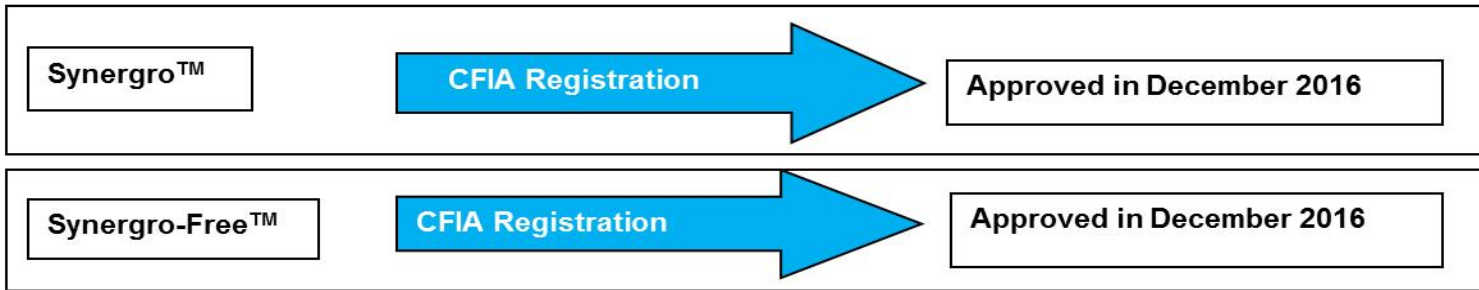 Synergro™ CFIA Registration Approved in December 2016
Synergro-Free™ CFIA Registration Approved in December 2016